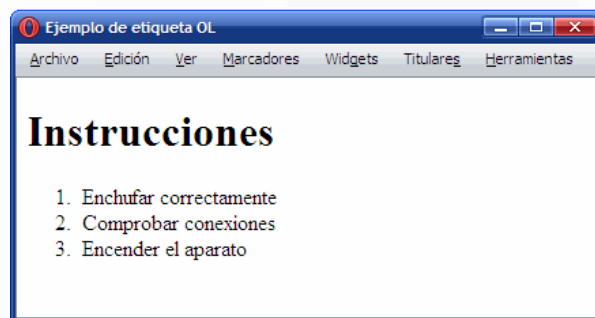 Ejemplo de etiqueta OL
Archivo Edición Ver Marcadores Widgets Titulares Herramientas
Instrucciones
1. Enchufar correctamente
2. Comprobar conexiones
3. Encender el aparato